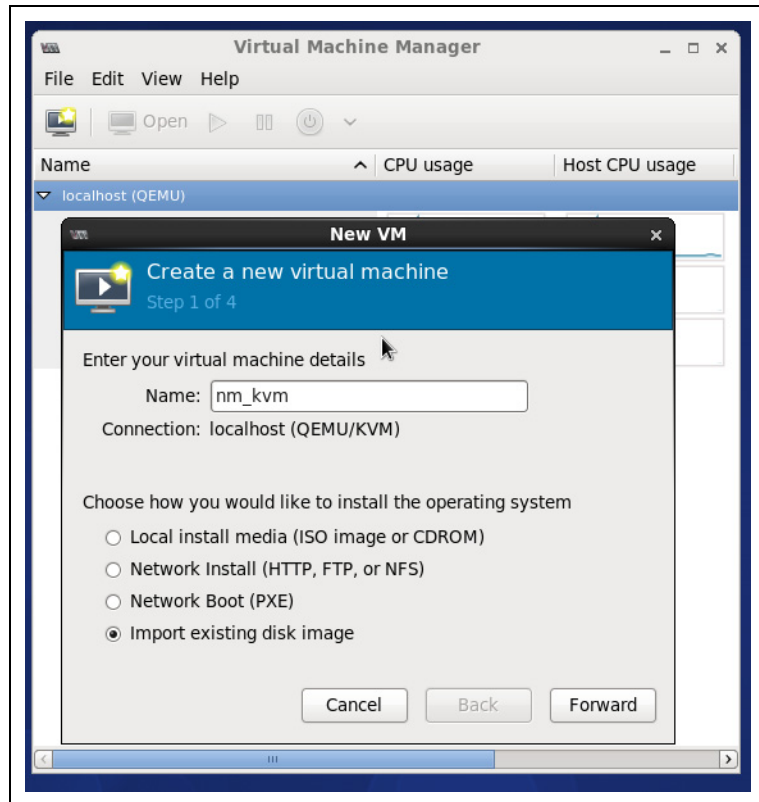 Virtual Machine Manager
File Edit View Help
Open
Name CPU usage Host CPU usage
localhost (QEMU)
New VM
Create a new virtual machine
Step 1 of 4
Enter your virtual machine details
Name: nm_kvm
Connection: localhost (QEMU/KVM)
Choose how you would like to install the operating system
Local install media (ISO image or CDROM)
Network Install (HTTP, FTP, or NFS)
Network Boot (PXE)
Import existing disk image
Cancel Back Forward